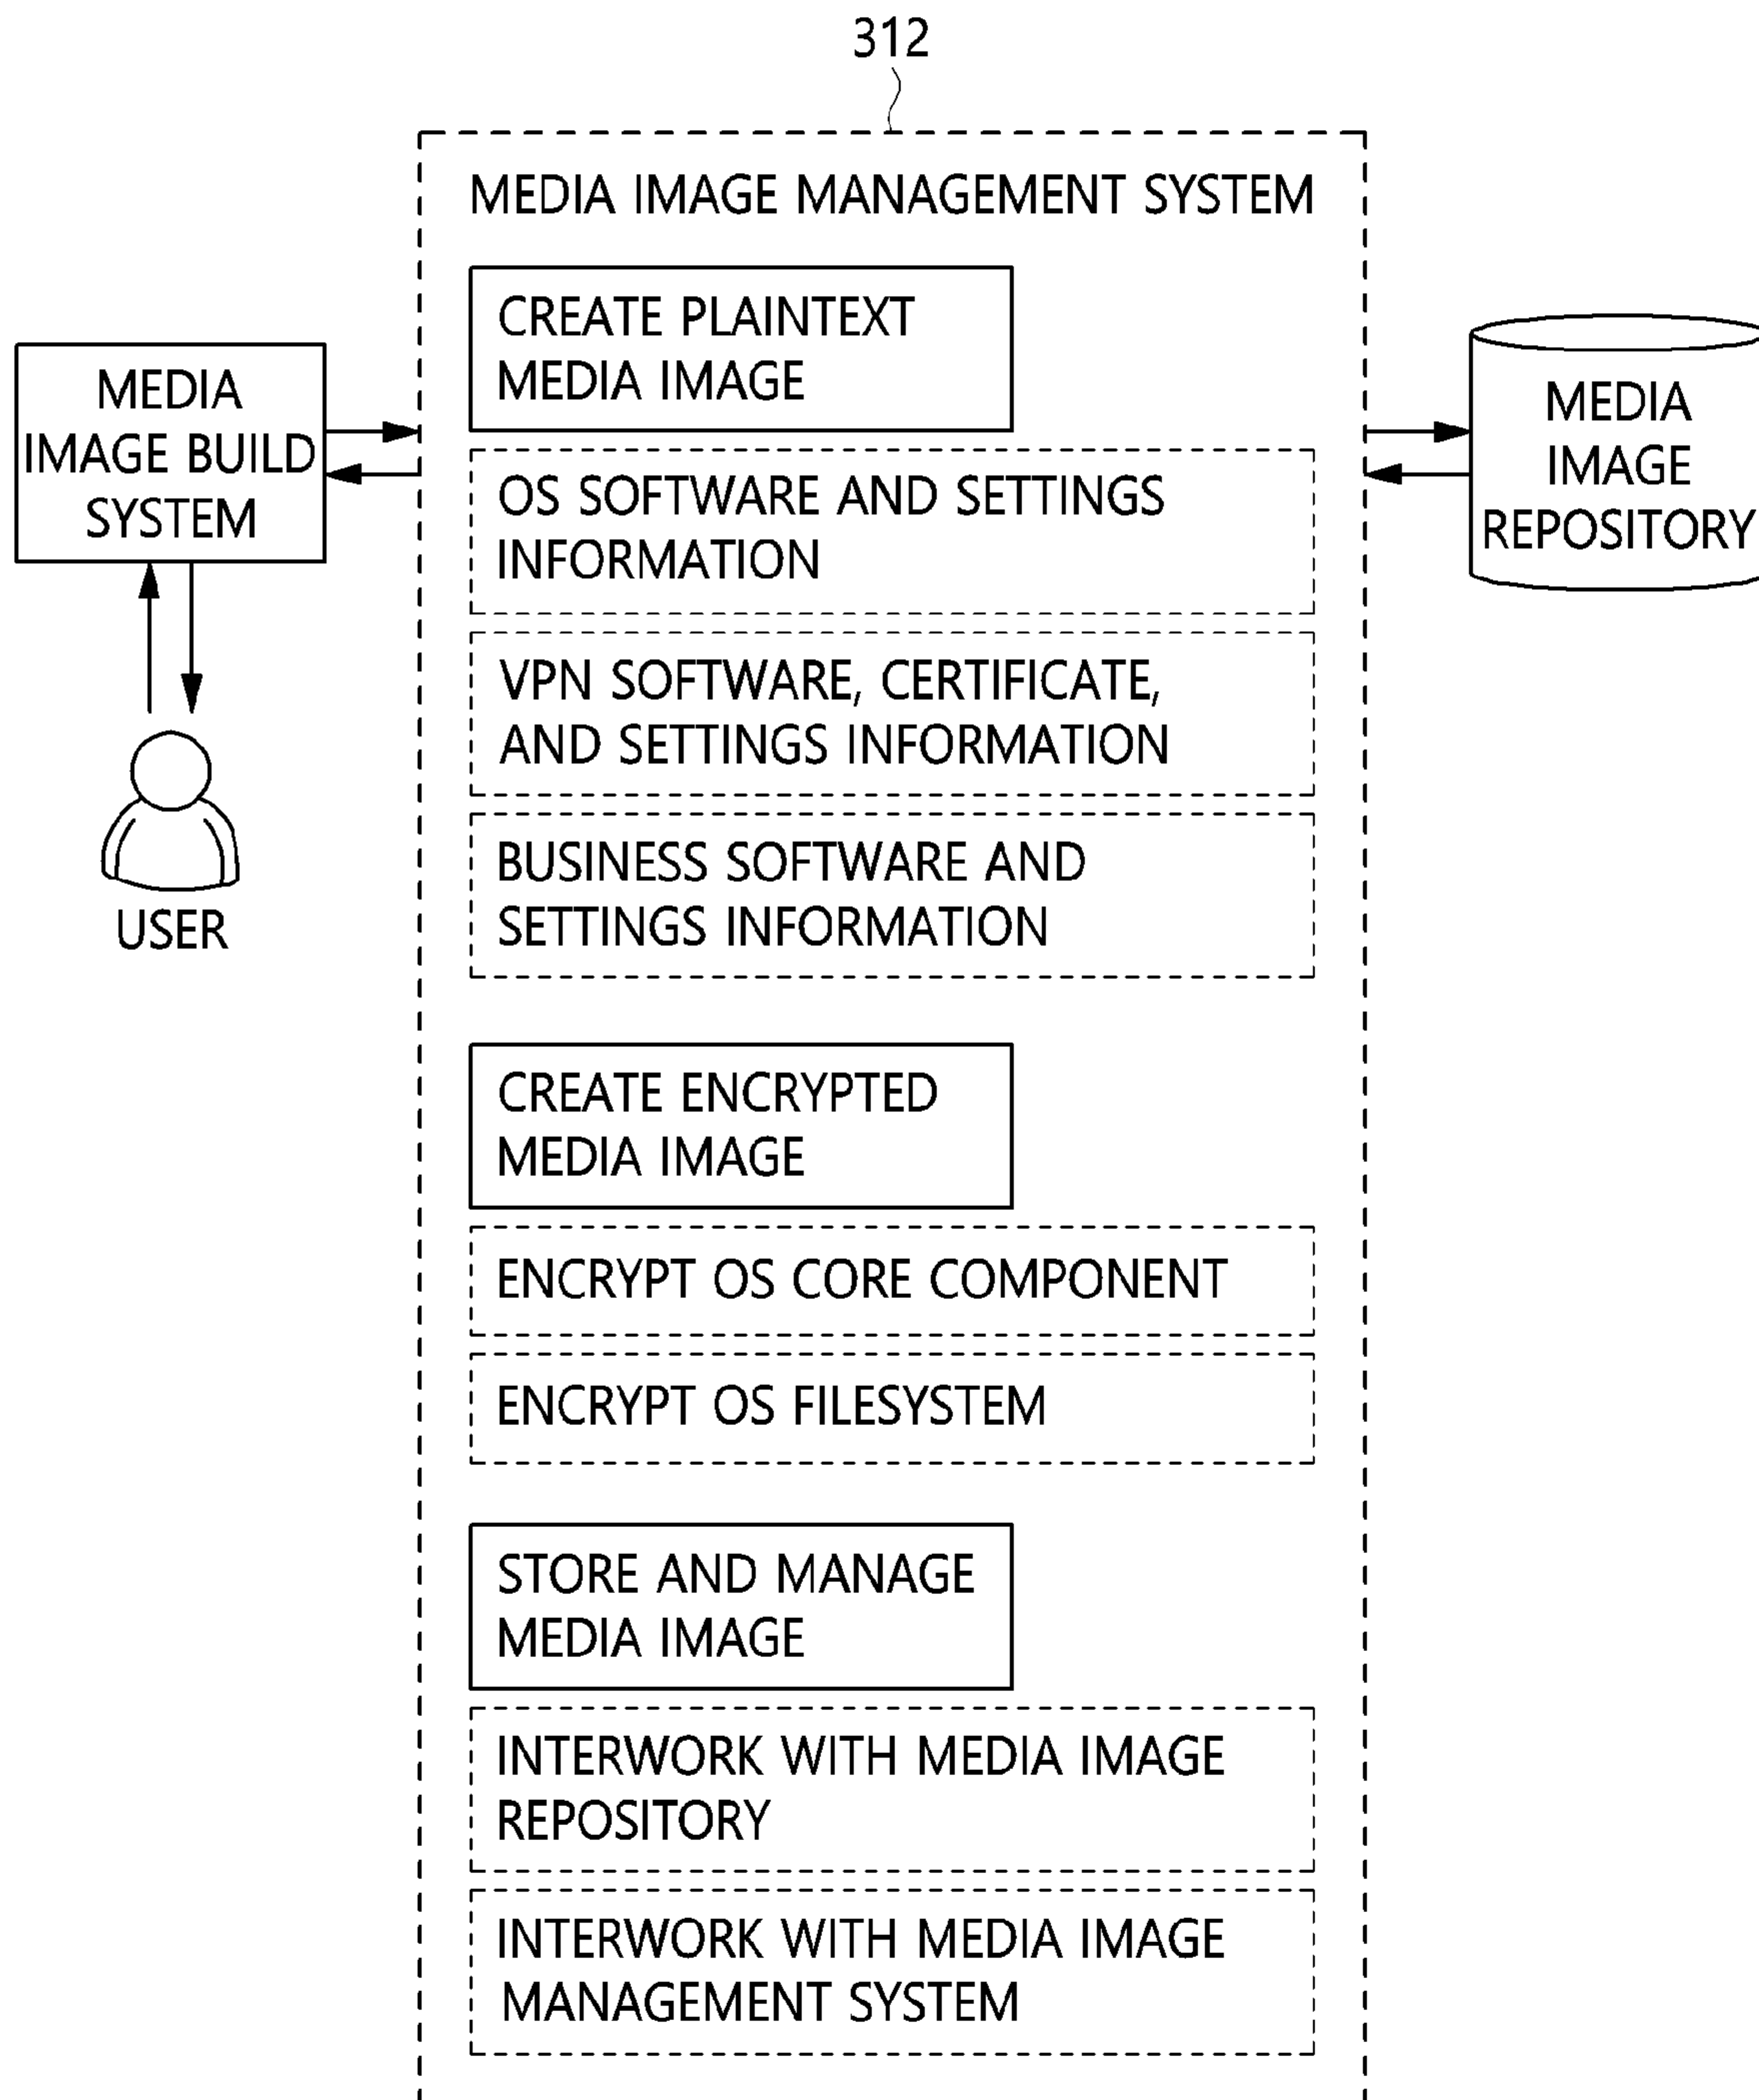 312
MEDIA IMAGE MANAGEMENT SYSTEM
CREATE PLAINTEXT
MEDIA IMAGE
OS SOFTWARE AND SETTINGS
INFORMATION
VPN SOFTWARE, CERTIFICATE,
AND SETTINGS INFORMATION
BUSINESS SOFTWARE AND
SETTINGS INFORMATION
CREATE ENCRYPTED
MEDIA IMAGE
ENCRYPT OS CORE COMPONENT
ENCRYPT OS FILESYSTEM
STORE AND MANAGE
MEDIA IMAGE
INTERWORK WITH MEDIA IMAGE
REPOSITORY
INTERWORK WITH MEDIA IMAGE
MANAGEMENT SYSTEM
MEDIA
IMAGE BUILD
SYSTEM
USER
MEDIA
IMAGE
REPOSITORY